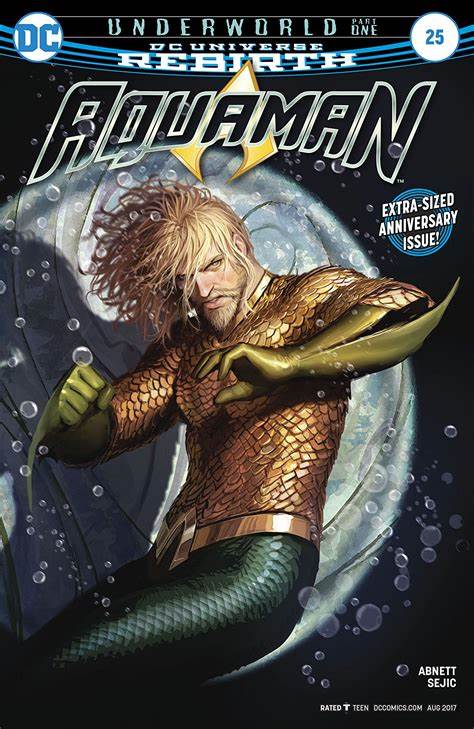 DC
UNDERWORLD PART ONE
25
DC UNIVERSE
REBIRTH
AQUAMAN™
EXTRA-SIZED
ANNIVERSARY
ISSUE!
ABNETT
SEJIC
RATED T TEEN DCCOMICS.COM AUG 2017